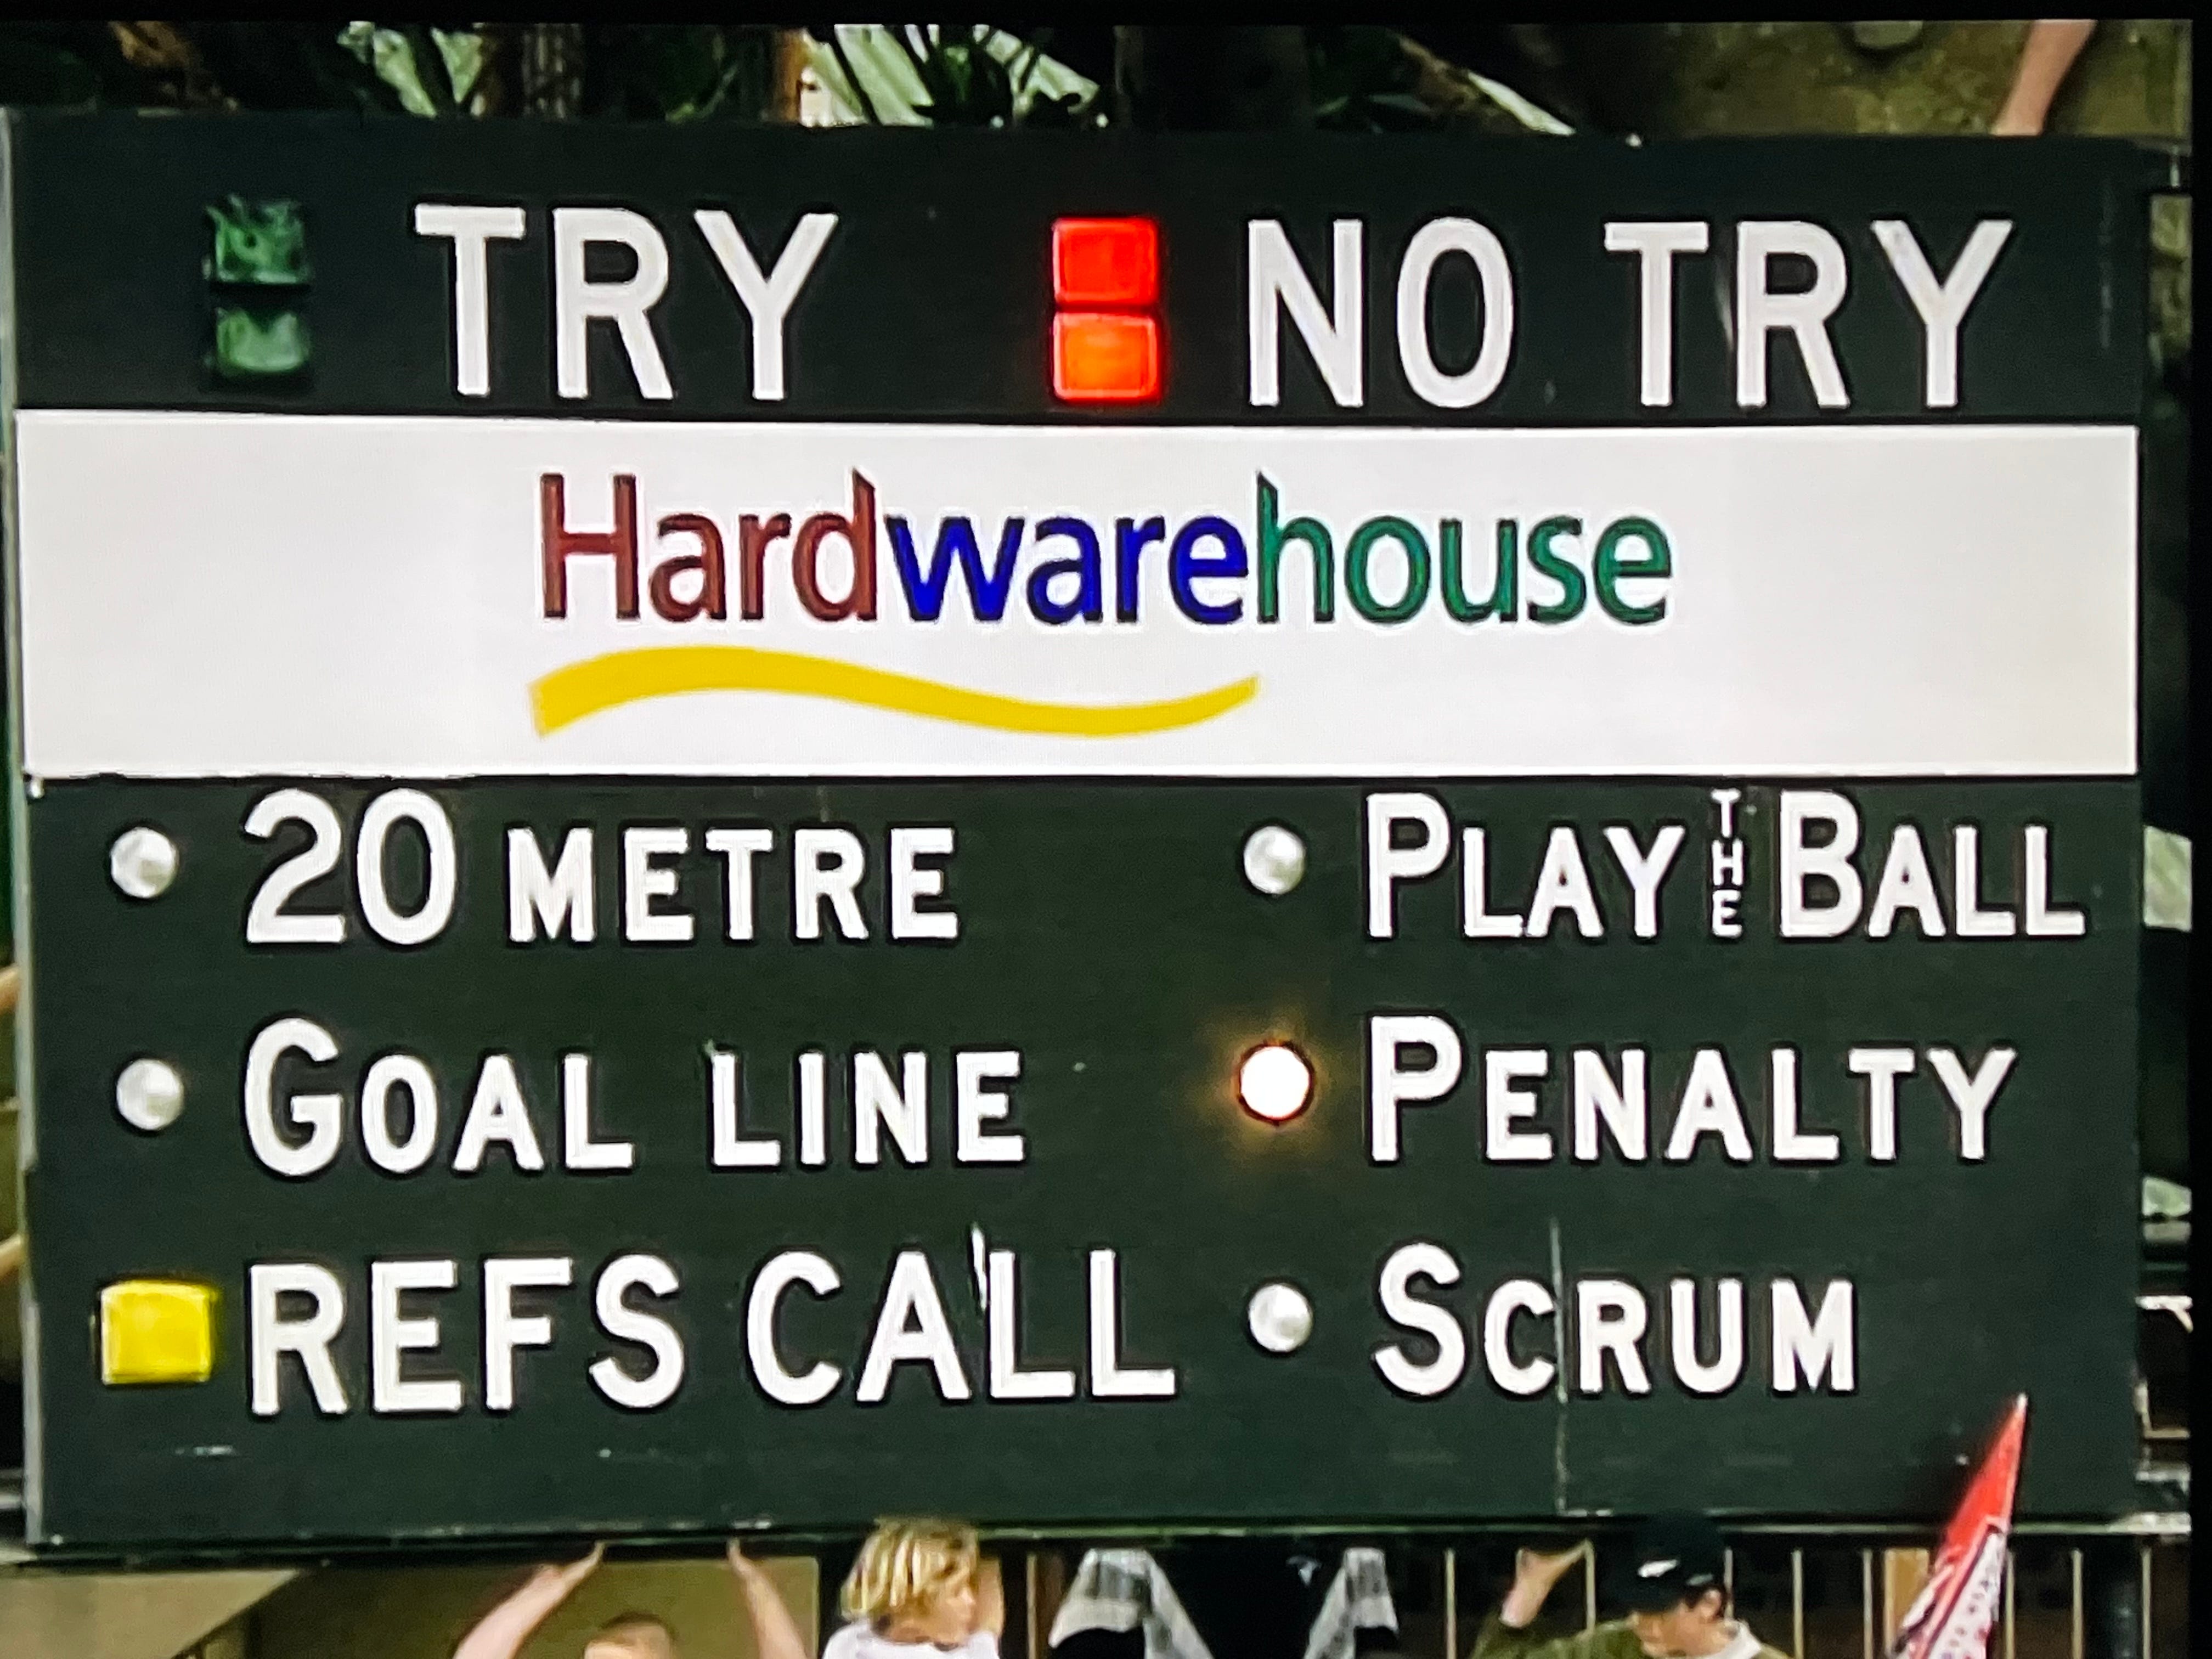 TRY NO TRY
Hardwarehouse
20 METRE
PLAY THE BALL
GOAL LINE
PENALTY
REFS CALL
SCRUM